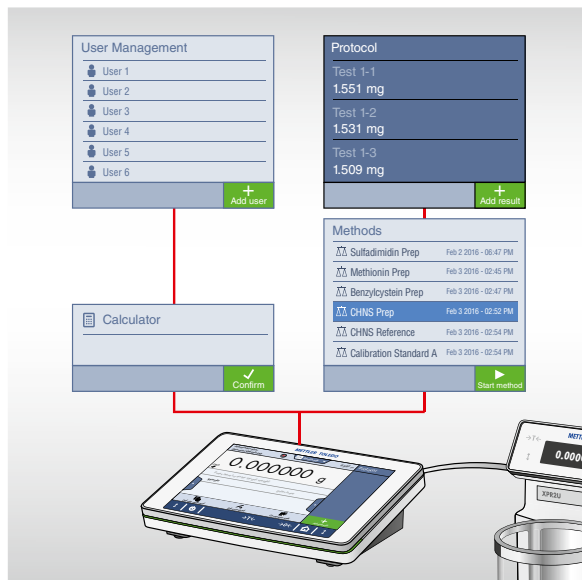 User Management
User 1
User 2
User 3
User 4
User 5
User 6
Add user
Protocol
Test 1-1
1.551 mg
Test 1-2
1.531 mg
Test 1-3
1.509 mg
Add result
Methods
Sulfadimidin Prep Feb 2 2016 - 06:47 PM
Methionin Prep Feb 3 2016 - 02:45 PM
Benzylcystein Prep Feb 3 2016 - 02:47 PM
CHNS Prep Feb 3 2016 - 02:52 PM
CHNS Reference Feb 3 2016 - 02:54 PM
Calibration Standard A Feb 3 2016 - 02:54 PM
Start method
Calculator
Confirm
METTLER TOLEDO
0.000000 g
→T←
→0←
→T←
METT
0.000
XPR2U